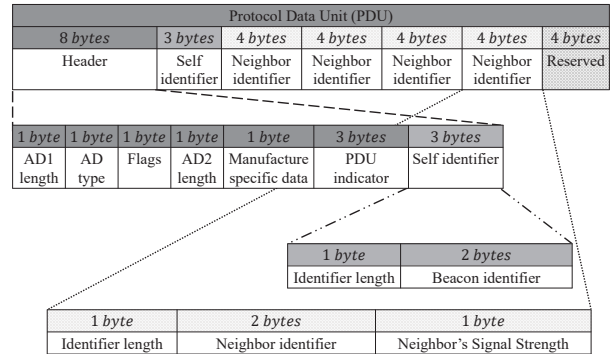 Protocol Data Unit (PDU)
8 bytes 3 bytes 4 bytes 4 bytes 4 bytes 4 bytes 4 bytes
Header Self Neighbor Neighbor Neighbor Neighbor Reserved
identifier identifier identifier identifier identifier
1 byte 1 byte 1 byte 1 byte 1 byte 3 bytes 3 bytes
AD1 AD Flags AD2 Manufacture PDU Self identifier
length type length specific data indicator
1 byte 2 bytes
Identifier length Beacon identifier
1 byte 2 bytes 1 byte
Identifier length Neighbor identifier Neighbor's Signal Strength